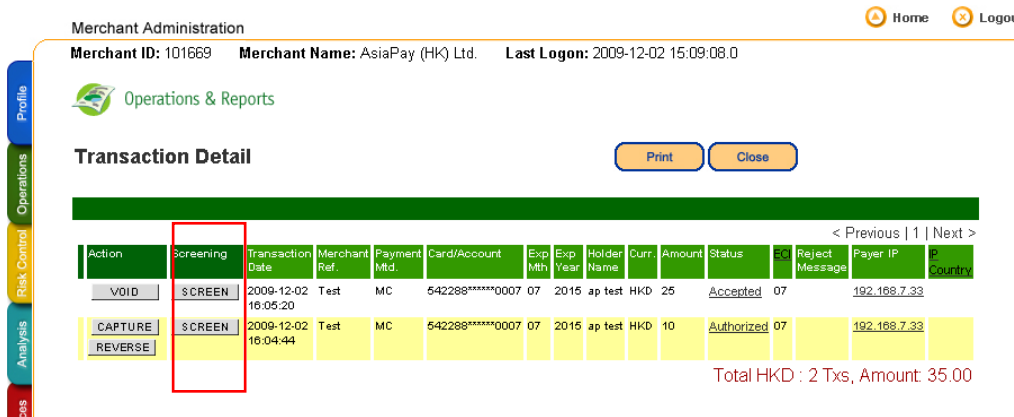 Home Logou
Merchant Administration
Merchant ID: 101669 Merchant Name: AsiaPay (HK) Ltd. Last Logon: 2009-12-02 15:09:08.0
Profile
Operations & Reports
Transaction Detail
Print Close
Operations
< Previous | 1 | Next >
Risk Control
Action Screening Transaction Date Merchant Ref. Payment Mtd. Card/Account Exp Mth Exp Year Holder Name Curr. Amount Status ECI Reject Message Payer IP IP Country
VOID SCREEN 2009-12-02 16:05:20 Test MC 542288******0007 07 2015 ap test HKD 25 Accepted 07 192.168.7.33
CAPTURE REVERSE SCREEN 2009-12-02 16:04:44 Test MC 542288******0007 07 2015 ap test HKD 10 Authorized 07 192.168.7.33
Analysis
Total HKD : 2 Txs, Amount: 35.00
ces